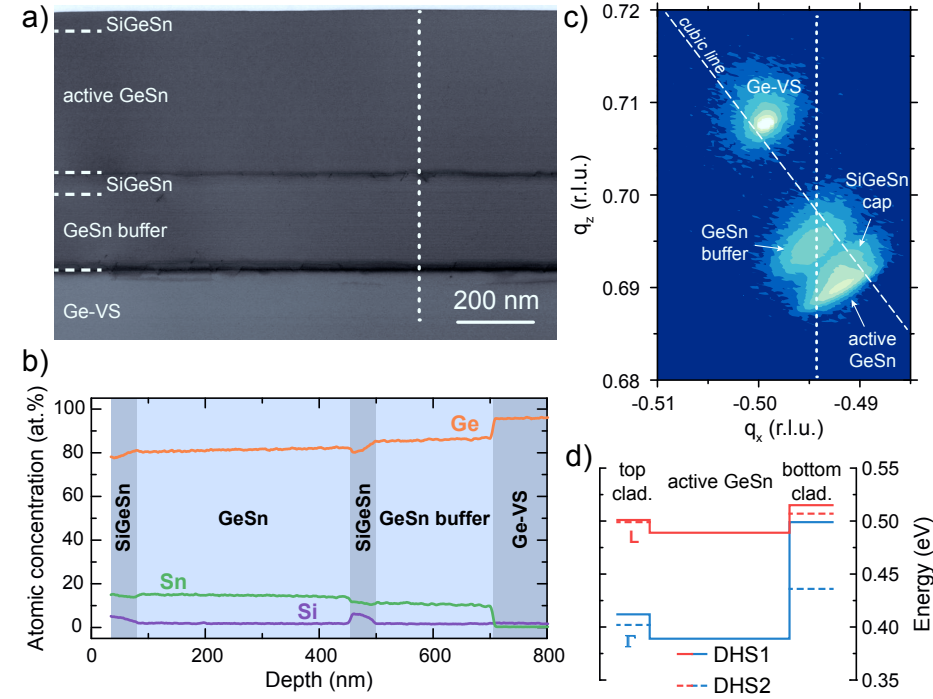 a)
SiGeSn
active GeSn
SiGeSn
GeSn buffer
Ge-VS
200 nm
b)
Atomic concentration (at.%)
100
80
60
40
20
0
0
200
400
600
800
Depth (nm)
SiGeSn
GeSn
SiGeSn
GeSn buffer
Ge-VS
Ge
Sn
Si
c)
q_z (r.l.u.)
0.72
0.71
0.70
0.69
0.68
-0.51
-0.50
-0.49
q_x (r.l.u.)
cubic line
Ge-VS
SiGeSn
cap
GeSn
buffer
active
GeSn
d)
top
clad.
active GeSn
bottom
clad.
L
Γ
DHS1
DHS2
0.55
0.50
0.45
0.40
0.35
Energy (eV)